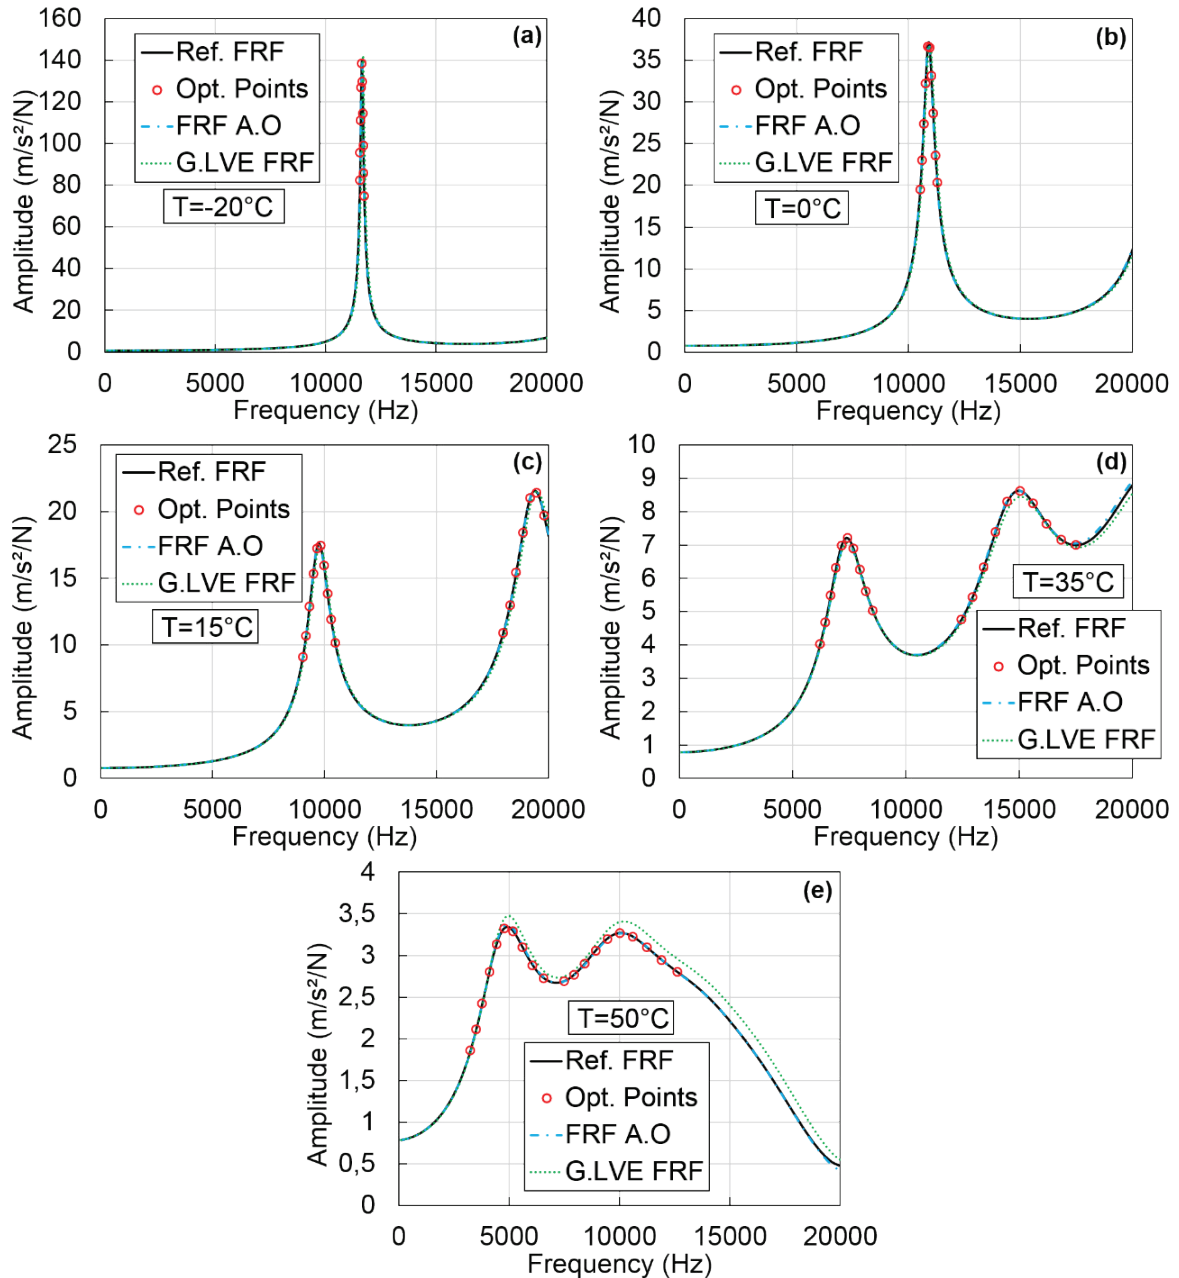 (a)
Ref. FRF
Opt. Points
FRF A.O
G.LVE FRF
T=-20°C
Amplitude (m/s²/N)
160
140
120
100
80
60
40
20
0
0 5000 10000 15000 20000
Frequency (Hz)
(b)
Ref. FRF
Opt. Points
FRF A.O
G.LVE FRF
T=0°C
Amplitude (m/s²/N)
40
35
30
25
20
15
10
5
0
0 5000 10000 15000 20000
Frequency (Hz)
(c)
Ref. FRF
Opt. Points
FRF A.O
G.LVE FRF
T=15°C
Amplitude (m/s²/N)
25
20
15
10
5
0
0 5000 10000 15000 20000
Frequency (Hz)
(d)
T=35°C
Ref. FRF
Opt. Points
FRF A.O
G.LVE FRF
Amplitude (m/s²/N)
10
9
8
7
6
5
4
3
2
1
0
0 5000 10000 15000 20000
Frequency (Hz)
(e)
T=50°C
Ref. FRF
Opt. Points
FRF A.O
G.LVE FRF
Amplitude (m/s²/N)
4
3,5
3
2,5
2
1,5
1
0,5
0
0 5000 10000 15000 20000
Frequency (Hz)